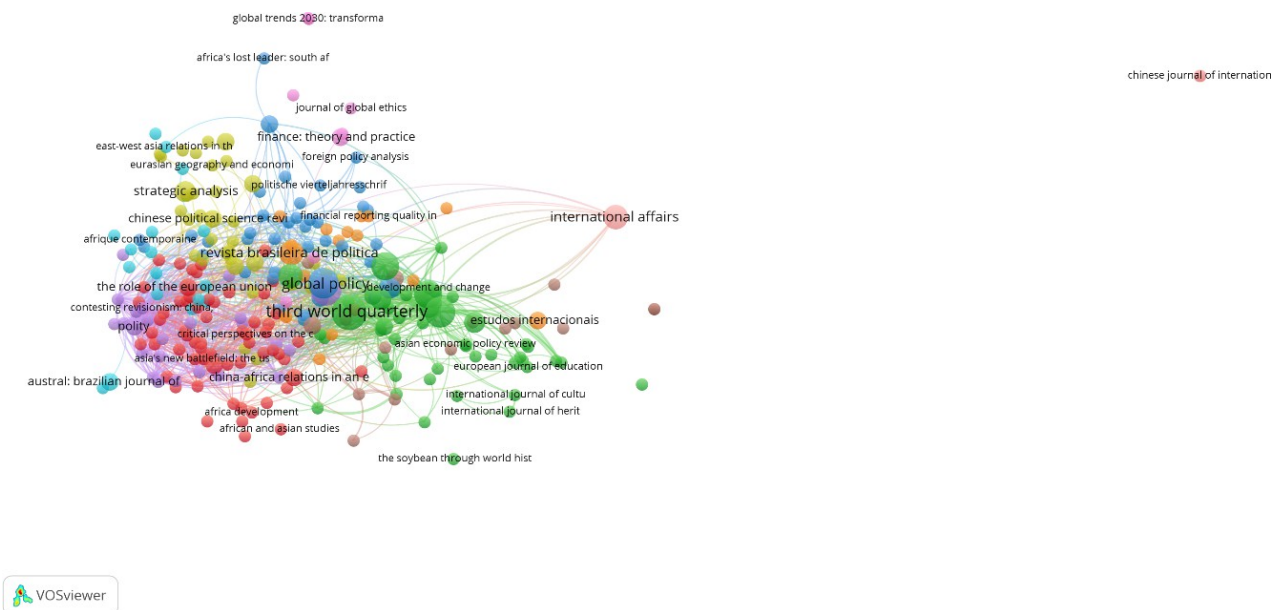 global trends 2030: transforma
africa's lost leader: south af
chinese journal of internation
journal of global ethics
finance: theory and practice
east-west asia relations in th
foreign policy analysis
eurasian geography and economi
politische vierteljahresschrif
strategic analysis
financial reporting quality in
international affairs
chinese political science revi
afrique contemporaine
revista brasileira de politica
global policy
development and change
the role of the european union
contesting revisionism: china,
third world quarterly
estudos internacionais
polity
critical perspectives on the c
asian economic policy review
asia's new battlefield: the us
european journal of education
china-africa relations in an e
austral: brazilian journal of
international journal of cultu
international journal of herit
africa development
african and asian studies
the soybean through world hist
VOSviewer